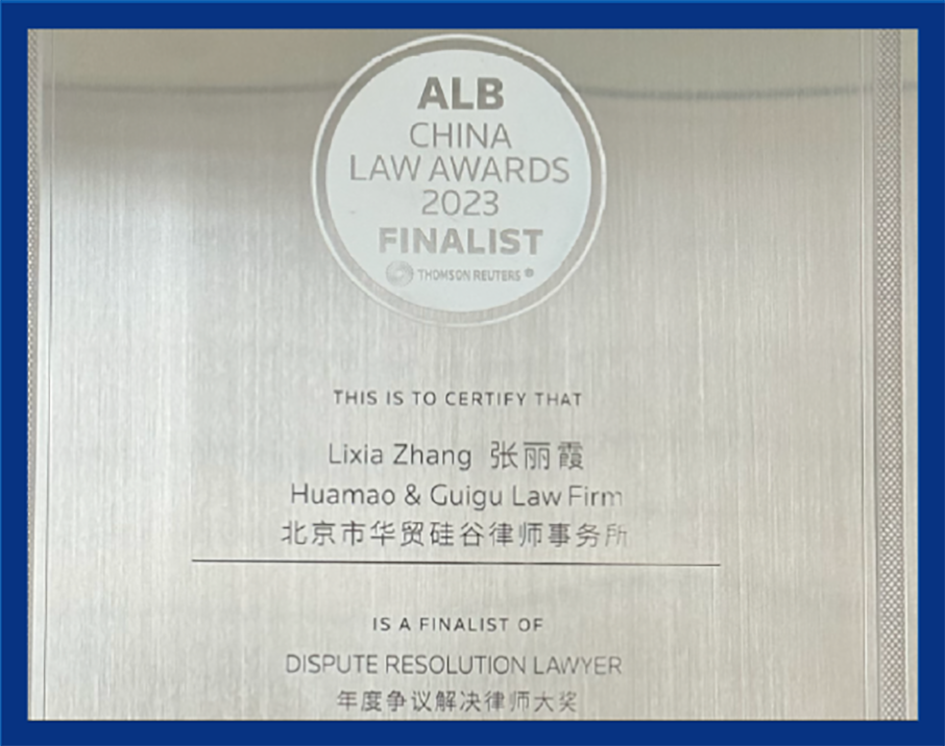 ALB
CHINA
LAW AWARDS
2023
FINALIST
THOMSON REUTERS®
THIS IS TO CERTIFY THAT
Lixia Zhang 张丽霞
Huamao & Guigu Law Firm
北京市华贸硅谷律师事务所
IS A FINALIST OF
DISPUTE RESOLUTION LAWYER
年度争议解决律师大奖